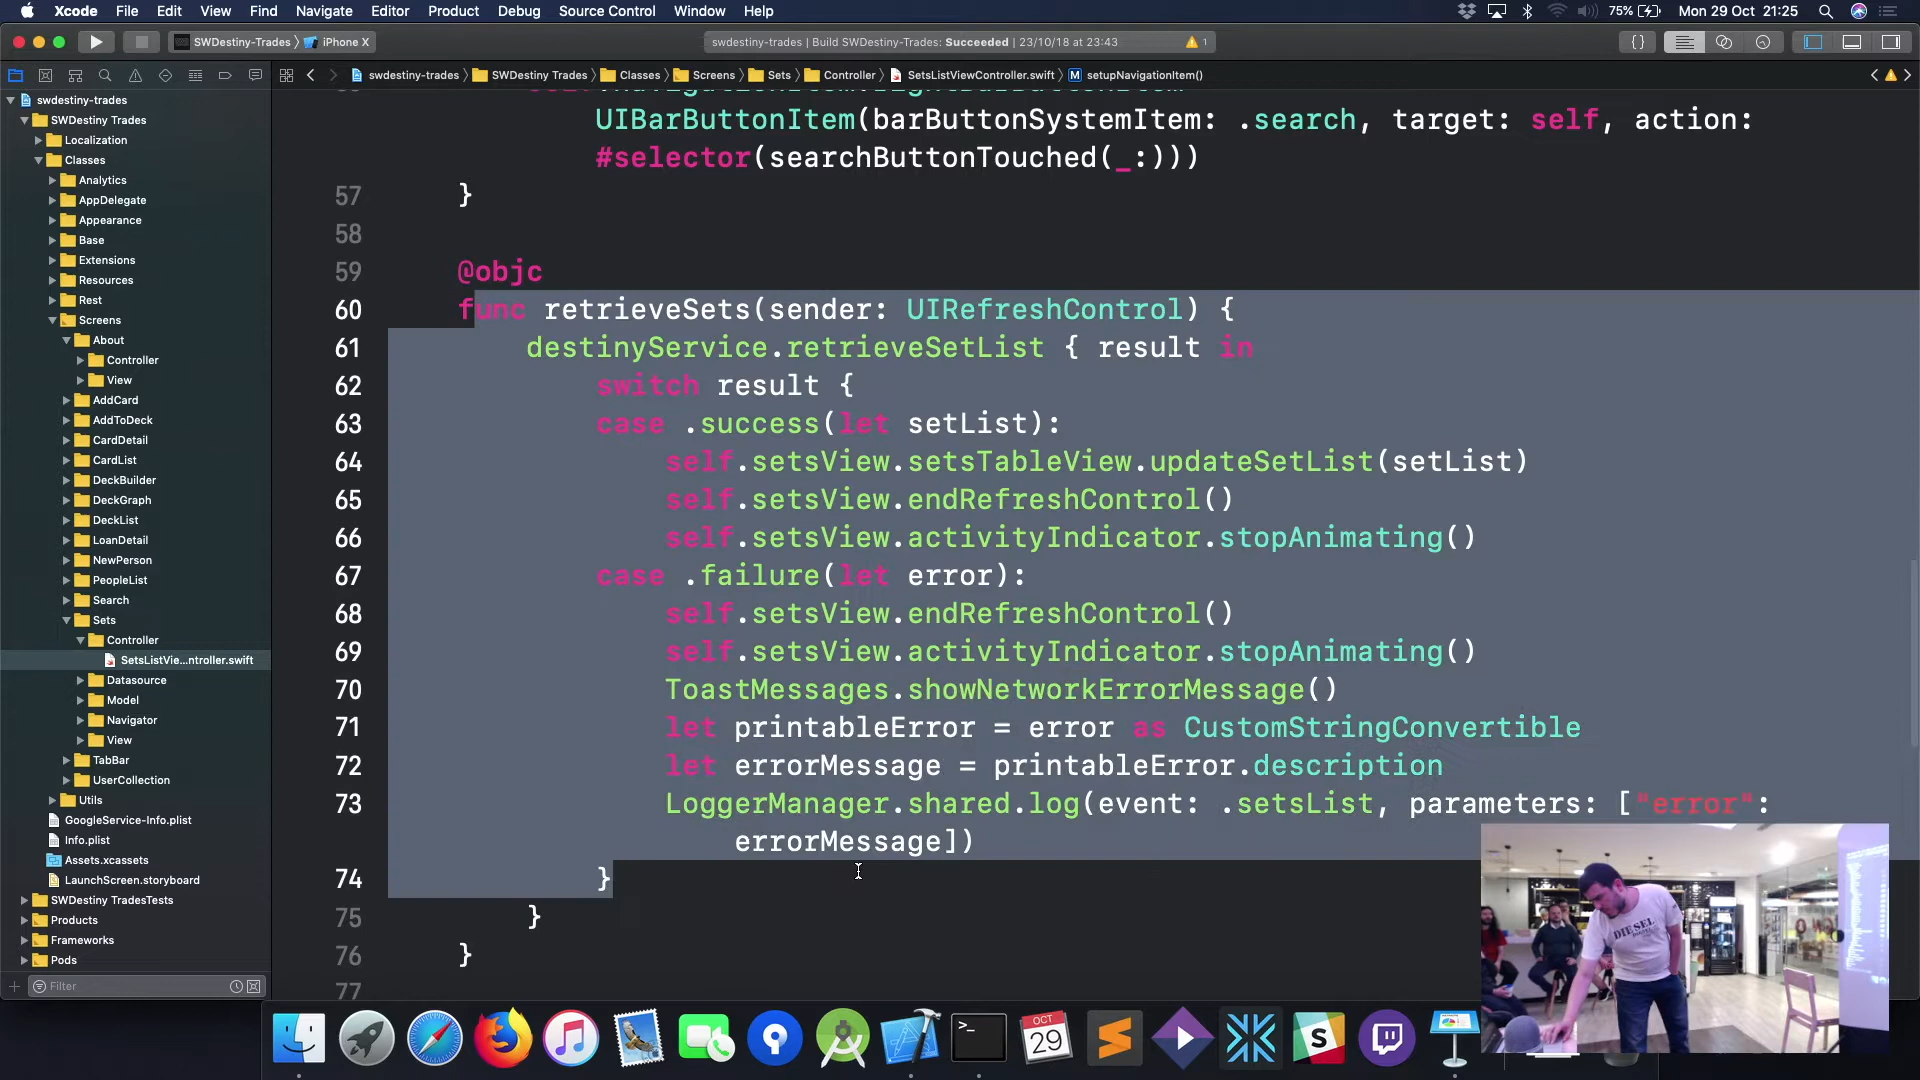 Xcode File Edit View Find Navigate Editor Product Debug Source Control Window Help
75% Mon 29 Oct 21:25
SWDestiny-Trades iPhone X
swdestiny-trades | Build SWDestiny-Trades: Succeeded | 23/10/18 at 23:43
1
swdestiny-trades SWDestiny Trades Classes Screens Sets Controller SetsListViewController.swift M setupNavigationItem()
swdestiny-trades
SWDestiny Trades
Localization
Classes
Analytics
AppDelegate
Appearance
Base
Extensions
Resources
Rest
Screens
About
Controller
View
AddCard
AddToDeck
CardDetail
CardList
DeckBuilder
DeckGraph
DeckList
LoanDetail
NewPerson
PeopleList
Search
Sets
Controller
SetsListVie...ntroller.swift
Datasource
Model
Navigator
View
TabBar
UserCollection
Utils
GoogleService-Info.plist
Info.plist
Assets.xcassets
LaunchScreen.storyboard
SWDestiny TradesTests
Products
Frameworks
Pods
Filter
UIBarButtonItem(barButtonSystemItem: .search, target: self, action:
#selector(searchButtonTouched(_:)))
57 }
58
59 @objc
60 func retrieveSets(sender: UIRefreshControl) {
61 destinyService.retrieveSetList { result in
62 switch result {
63 case .success(let setList):
64 self.setsView.setsTableView.updateSetList(setList)
65 self.setsView.endRefreshControl()
66 self.setsView.activityIndicator.stopAnimating()
67 case .failure(let error):
68 self.setsView.endRefreshControl()
69 self.setsView.activityIndicator.stopAnimating()
70 ToastMessages.showNetworkErrorMessage()
71 let printableError = error as CustomStringConvertible
72 let errorMessage = printableError.description
73 LoggerManager.shared.log(event: .setsList, parameters: ["error":
errorMessage])
74 }
75 }
76 }
77
DIESEL
OCT
29